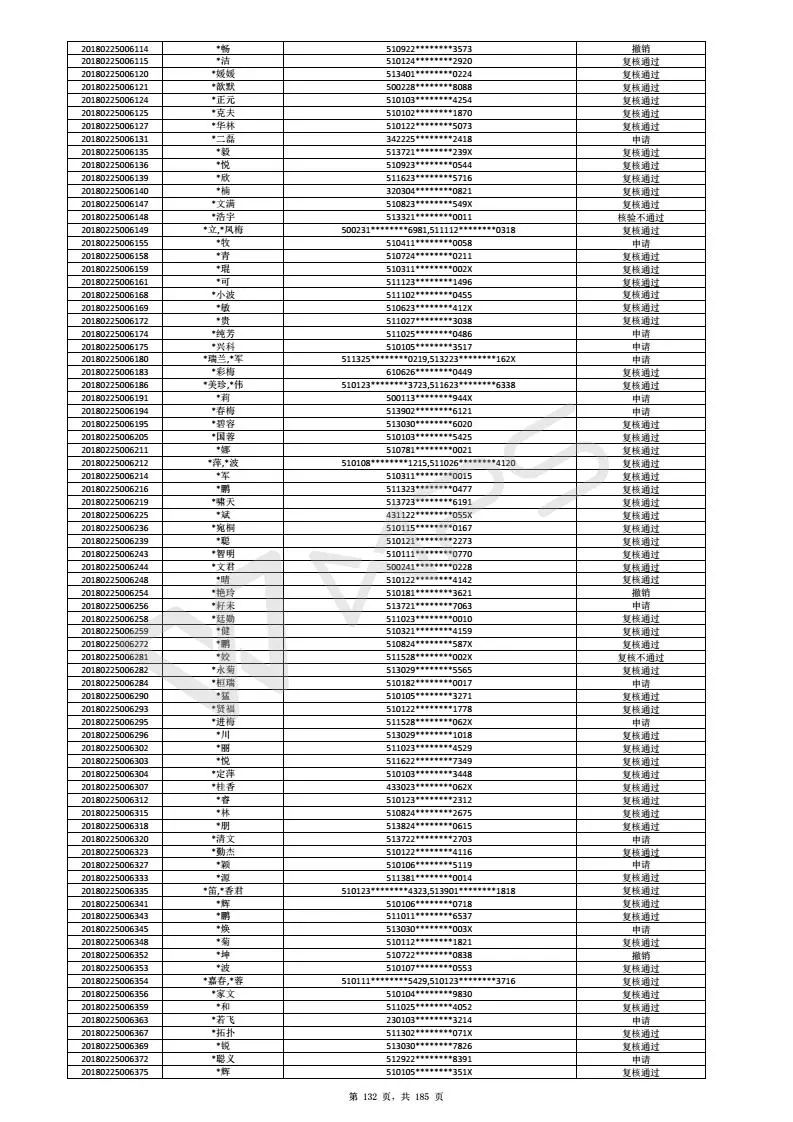 20180225006114 *畅 510922********3573 撤销
20180225006115 *洁 510124********2920 复核通过
20180225006120 *媛媛 513401********0224 复核通过
20180225006121 *歆默 500228********8088 复核通过
20180225006124 *正元 510103********4254 复核通过
20180225006125 *克夫 510102********1870 复核通过
20180225006127 *华林 510122********5073 复核通过
20180225006131 *二磊 342225********2418 申请
20180225006135 *毅 513721********239X 复核通过
20180225006136 *悦 510923********0544 复核通过
20180225006139 *欣 511623********5716 复核通过
20180225006140 *楠 320304********0821 复核通过
20180225006147 *文满 510823********549X 复核通过
20180225006148 *浩宇 513321********0011 核验不通过
20180225006149 *立,*凤梅 500231********6981,511112********0318 复核通过
20180225006155 *牧 510411********0058 申请
20180225006158 *青 510724********0211 复核通过
20180225006159 *琨 510311********002X 复核通过
20180225006161 *可 511123********1496 复核通过
20180225006168 *小波 511102********0455 复核通过
20180225006169 *敏 510623********412X 复核通过
20180225006172 *贵 511027********3038 复核通过
20180225006174 *纯芳 511025********0486 申请
20180225006175 *兴科 510105********3517 申请
20180225006180 *瑞兰,*军 511325********0219,513223********162X 申请
20180225006183 *彩梅 610626********0449 复核通过
20180225006186 *美珍,*伟 510123********3723,511623********6338 复核通过
20180225006191 *莉 500113********944X 申请
20180225006194 *春梅 513902********6121 申请
20180225006195 *碧容 513030********6020 复核通过
20180225006205 *国蓉 510103********5425 复核通过
20180225006211 *娜 510781********0021 复核通过
20180225006212 *萍,*波 510108********1215,511026********4120 复核通过
20180225006214 *军 510311********0015 复核通过
20180225006216 *鹏 511323********0477 复核通过
20180225006219 *啸天 513723********6191 复核通过
20180225006225 *斌 431122********055X 复核通过
20180225006236 *宛桐 510115********0167 复核通过
20180225006239 *聪 510121********2273 复核通过
20180225006243 *智明 510111********0770 复核通过
20180225006244 *文君 500241********0228 复核通过
20180225006248 *晴 510122********4142 复核通过
20180225006254 *艳玲 510181********3621 撤销
20180225006256 *籽未 513721********7063 申请
20180225006258 *廷勋 511023********0010 复核通过
20180225006259 *健 510321********4159 复核通过
20180225006272 *鹏 510824********587X 复核通过
20180225006281 *姣 511528********002X 复核不通过
20180225006282 *永菊 513029********5565 复核通过
20180225006284 *桓瑞 510182********0017 申请
20180225006290 *猛 510105********3271 复核通过
20180225006293 *贤福 510122********1778 复核通过
20180225006295 *进梅 511528********062X 申请
20180225006296 *川 513029********1018 复核通过
20180225006302 *丽 511023********4529 复核通过
20180225006303 *悦 511622********7349 复核通过
20180225006304 *定萍 510103********3448 复核通过
20180225006307 *桂香 433023********062X 复核通过
20180225006312 *睿 510123********2312 复核通过
20180225006315 *林 510824********2675 复核通过
20180225006318 *朋 513824********0615 复核通过
20180225006320 *清文 513722********2703 申请
20180225006323 *勤杰 510122********4116 复核通过
20180225006327 *颖 510106********5119 申请
20180225006333 *源 511381********0014 复核通过
20180225006335 *笛,*香君 510123********4323,513901********1818 复核通过
20180225006341 *辉 510106********0718 复核通过
20180225006343 *鹏 511011********6537 复核通过
20180225006345 *焕 513030********003X 申请
20180225006348 *菊 510112********1821 复核通过
20180225006352 *坤 510722********0838 撤销
20180225006353 *波 510107********0553 复核通过
20180225006354 *嘉春,*蓉 510111********5429,510123********3716 复核通过
20180225006356 *家文 510104********9830 复核通过
20180225006359 *和 511025********4052 复核通过
20180225006363 *若飞 230103********3214 申请
20180225006367 *拓扑 511302********071X 复核通过
20180225006369 *锐 513030********7826 复核通过
20180225006372 *聪义 512922********8391 申请
20180225006375 *辉 510105********351X 复核通过
第 132 页，共 185 页